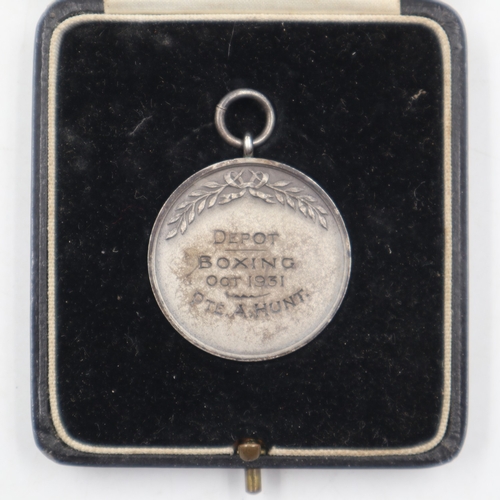 DEPOT
BOXING
OCT 1931
PTE. A. HUNT.